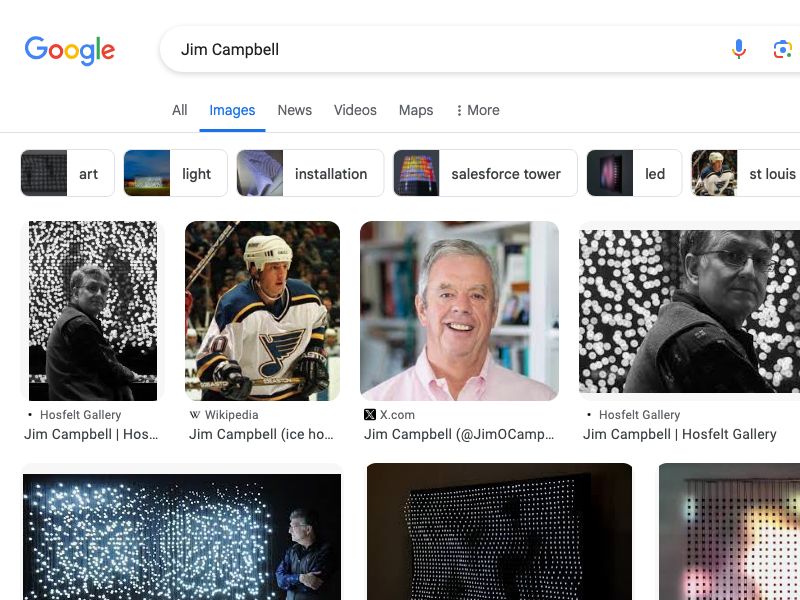 Google
Jim Campbell
All Images News Videos Maps More
art light installation salesforce tower led st louis
Hosfelt Gallery Wikipedia X.com Hosfelt Gallery
Jim Campbell | Hos... Jim Campbell (ice ho... Jim Campbell (@JimOCamp... Jim Campbell | Hosfelt Gallery